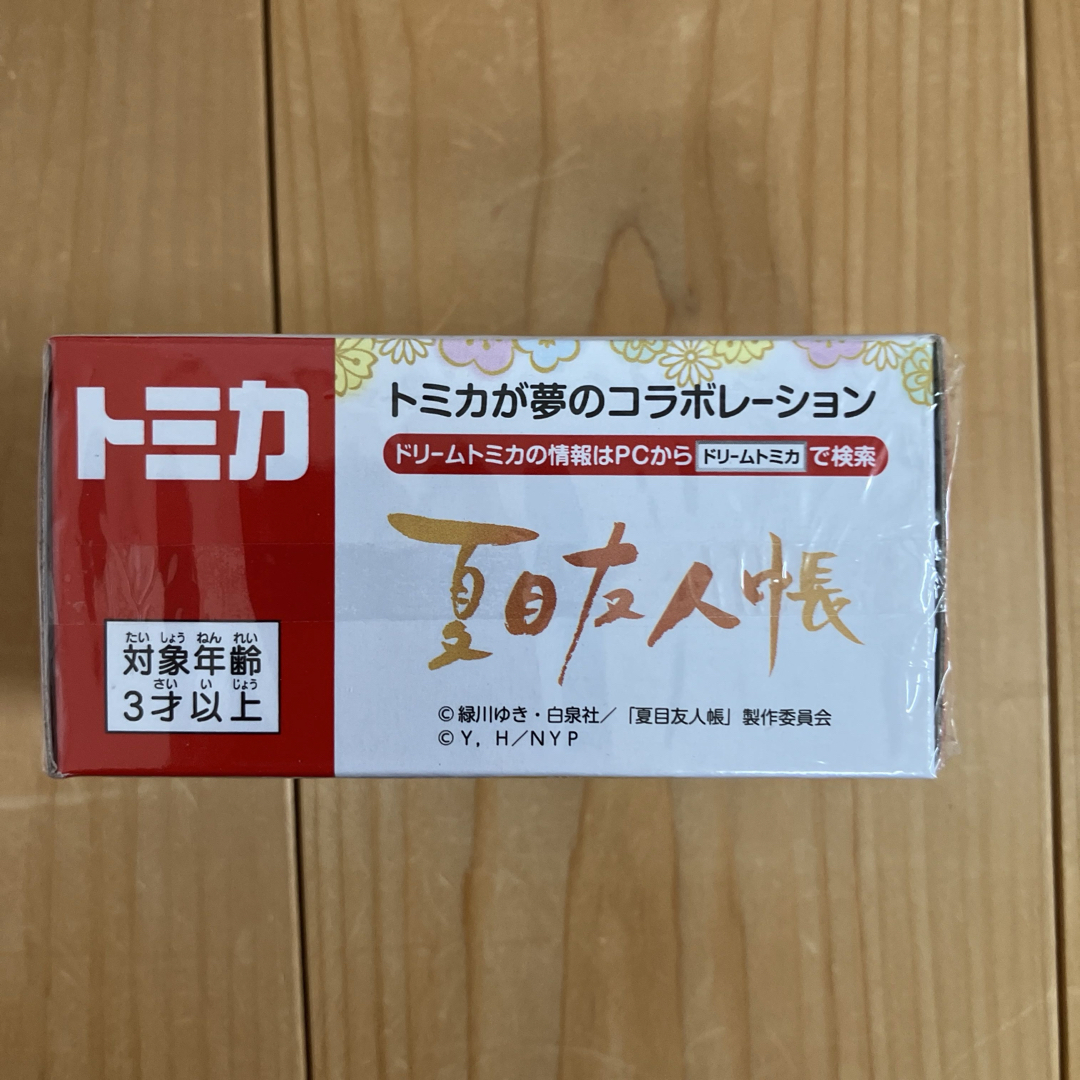 トミカ
トミカが夢のコラボレーション
ドリームトミカの情報はPCから ドリームトミカ で検索
夏目友人帳
たいしょうねんれい
対象年齢
さいいじょう
3才以上
©緑川ゆき・白泉社／「夏目友人帳」製作委員会
©Y，H／NYP